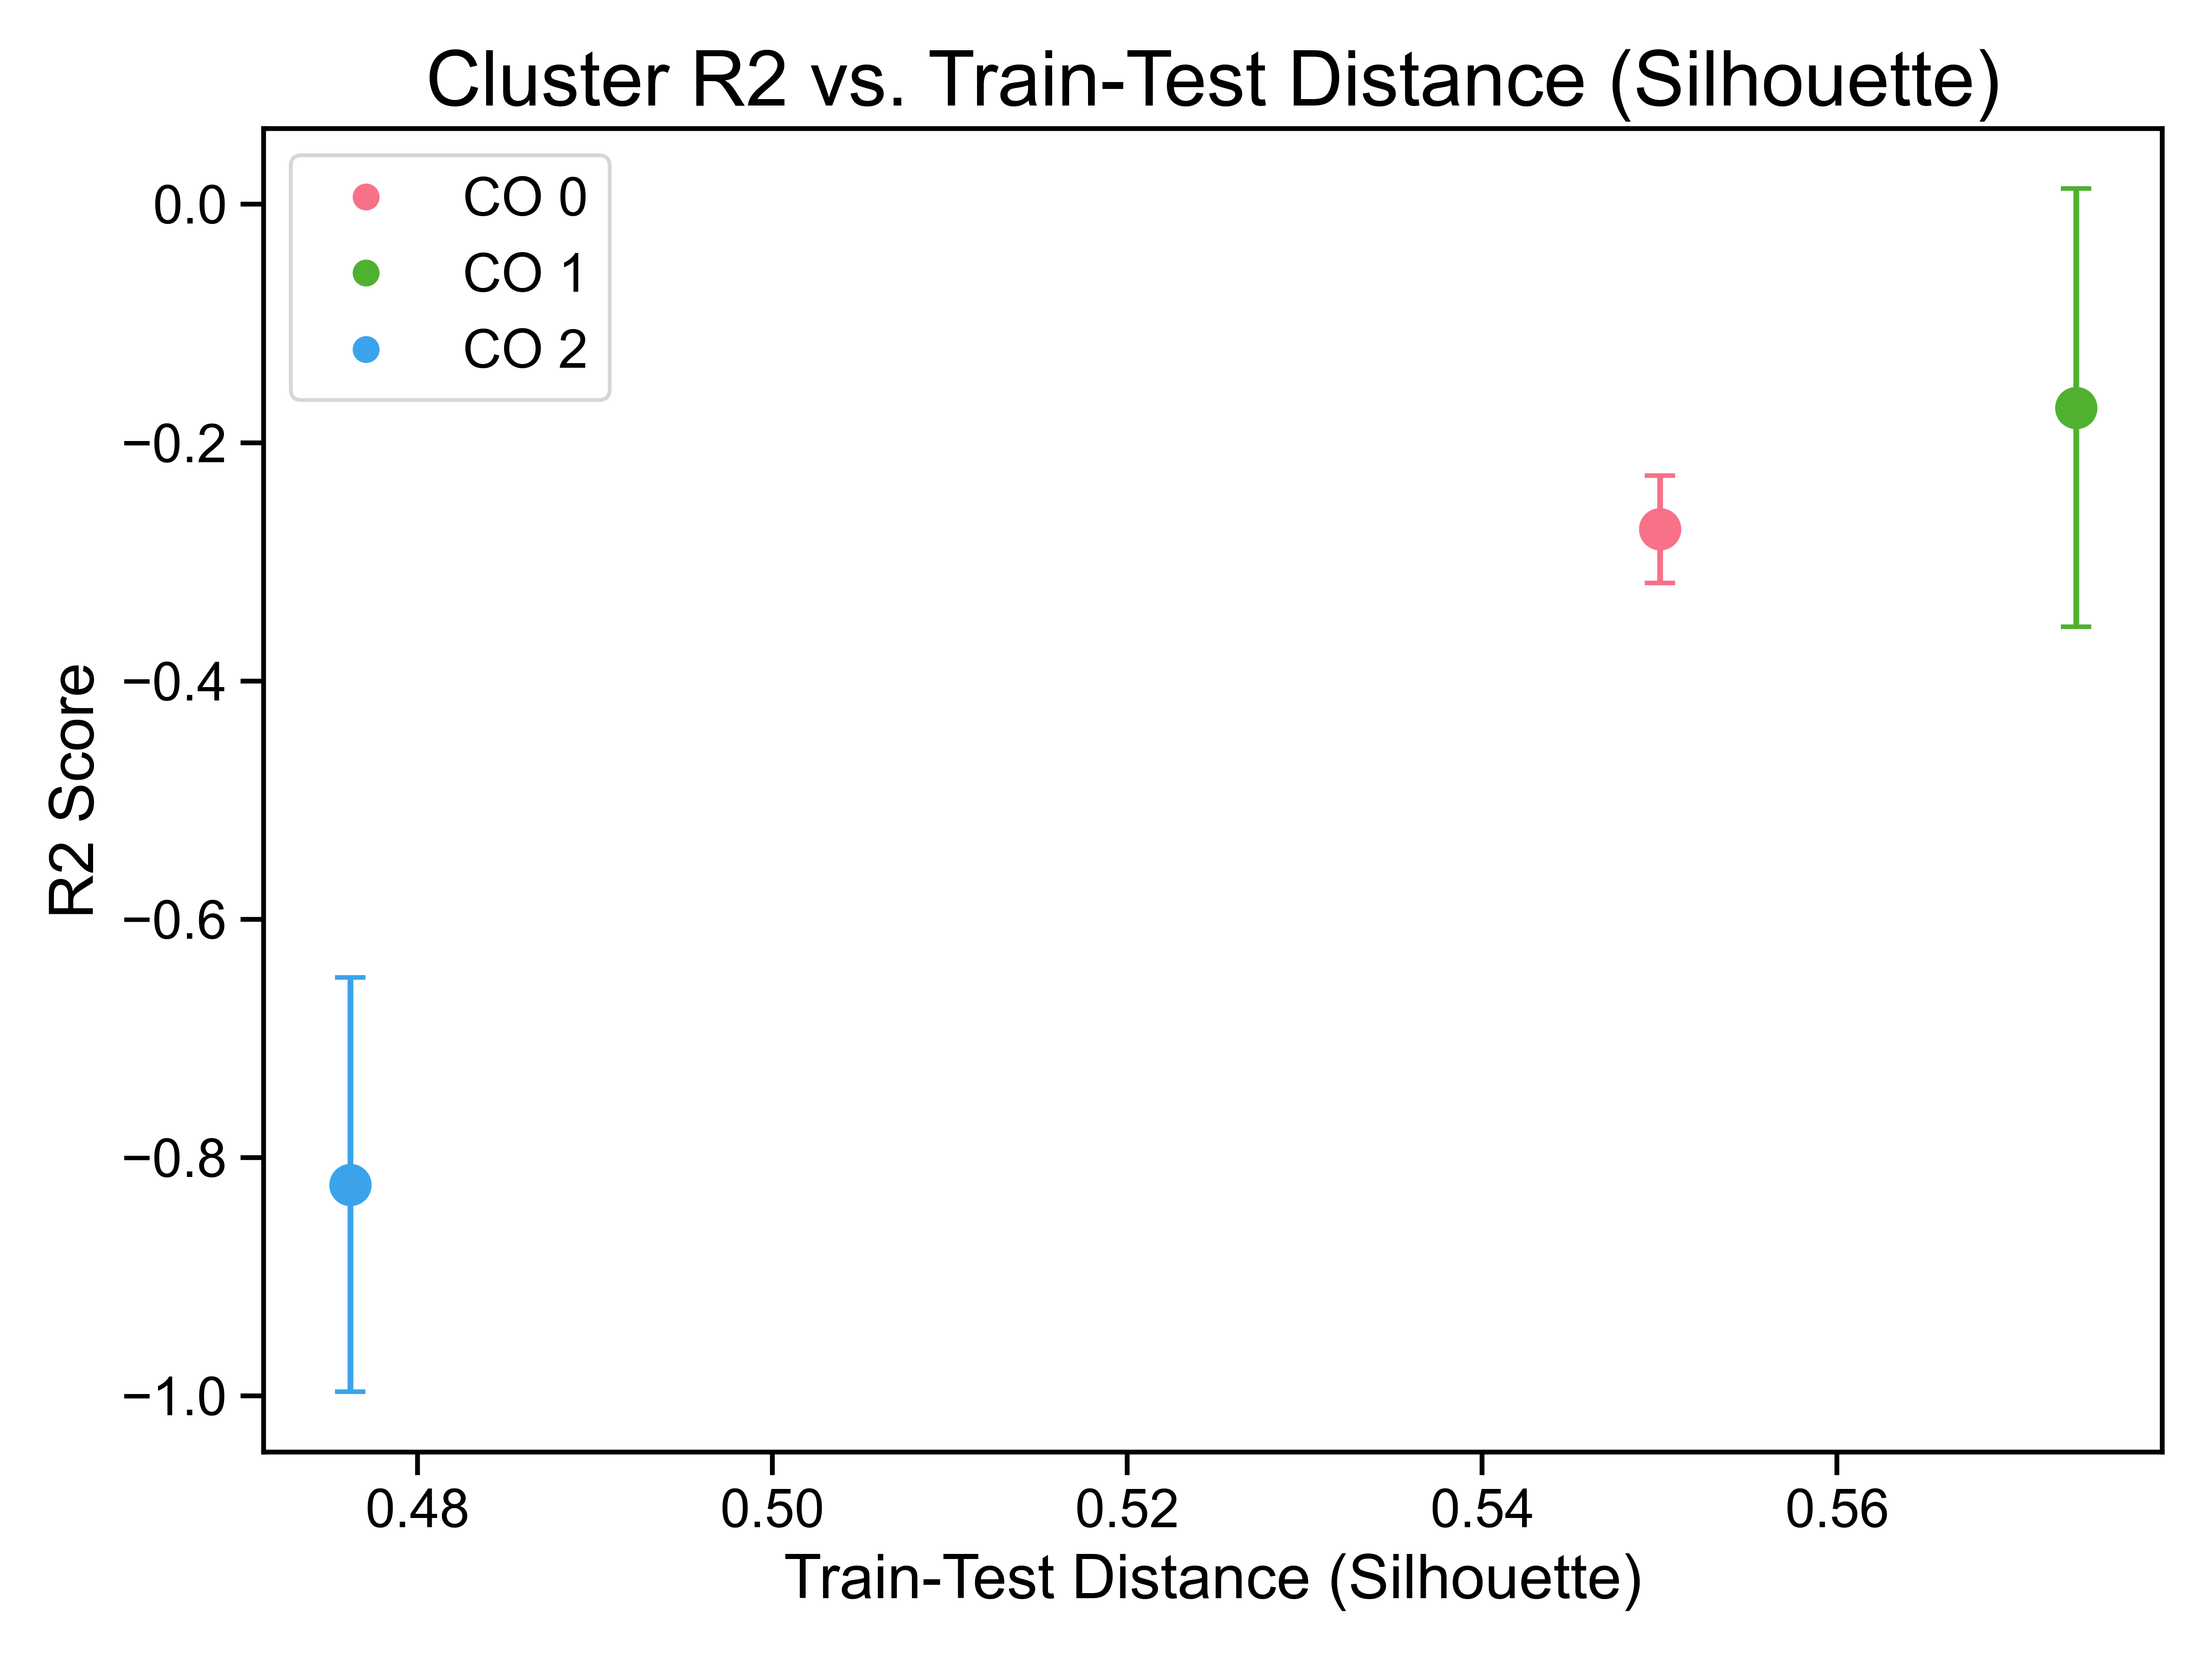 Cluster R2 vs. Train-Test Distance (Silhouette)
CO 0
CO 1
CO 2
R2 Score
0.0
−0.2
−0.4
−0.6
−0.8
−1.0
0.48 0.50 0.52 0.54 0.56
Train-Test Distance (Silhouette)